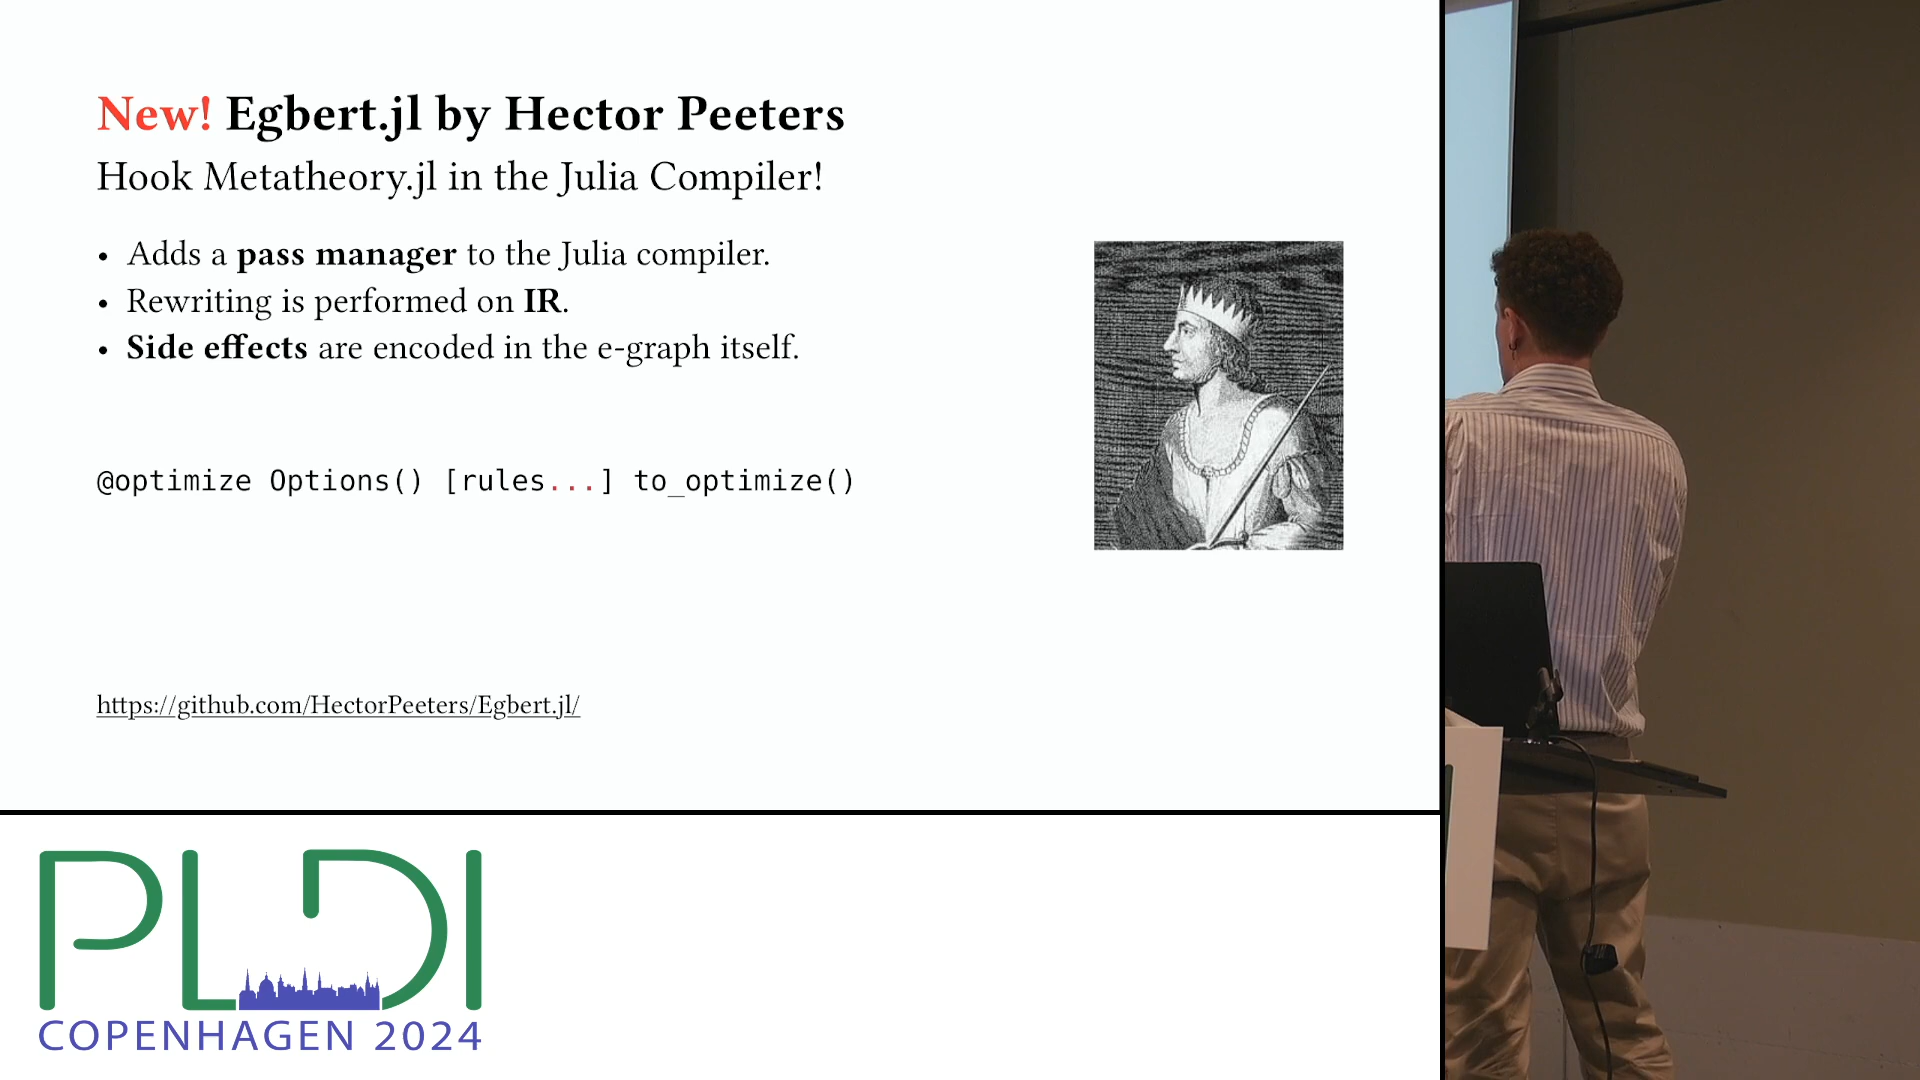 New! Egbert.jl by Hector Peeters
Hook Metatheory.jl in the Julia Compiler!
• Adds a pass manager to the Julia compiler.
• Rewriting is performed on IR.
• Side effects are encoded in the e-graph itself.
@optimize Options() [rules...] to_optimize()
https://github.com/HectorPeeters/Egbert.jl/
PLDI
COPENHAGEN 2024